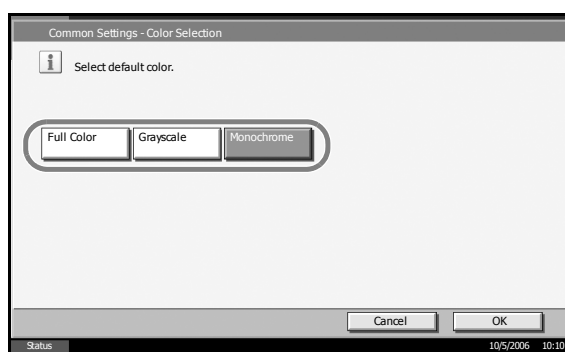 Common Settings - Color Selection
Select default color.
Full Color Grayscale Monochrome
Cancel OK
Status 10/5/2006 10:10